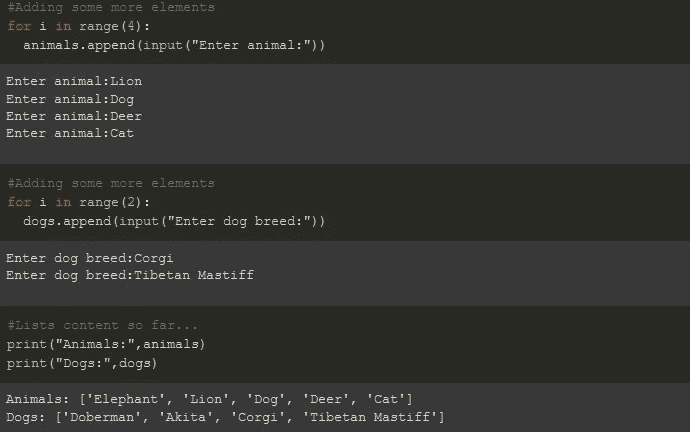 #Adding some more elements
for i in range(4):
  animals.append(input("Enter animal:"))
Enter animal:Lion
Enter animal:Dog
Enter animal:Deer
Enter animal:Cat
#Adding some more elements
for i in range(2):
  dogs.append(input("Enter dog breed:"))
Enter dog breed:Corgi
Enter dog breed:Tibetan Mastiff
#Lists content so far...
print("Animals:",animals)
print("Dogs:",dogs)
Animals: ['Elephant', 'Lion', 'Dog', 'Deer', 'Cat']
Dogs: ['Doberman', 'Akita', 'Corgi', 'Tibetan Mastiff']